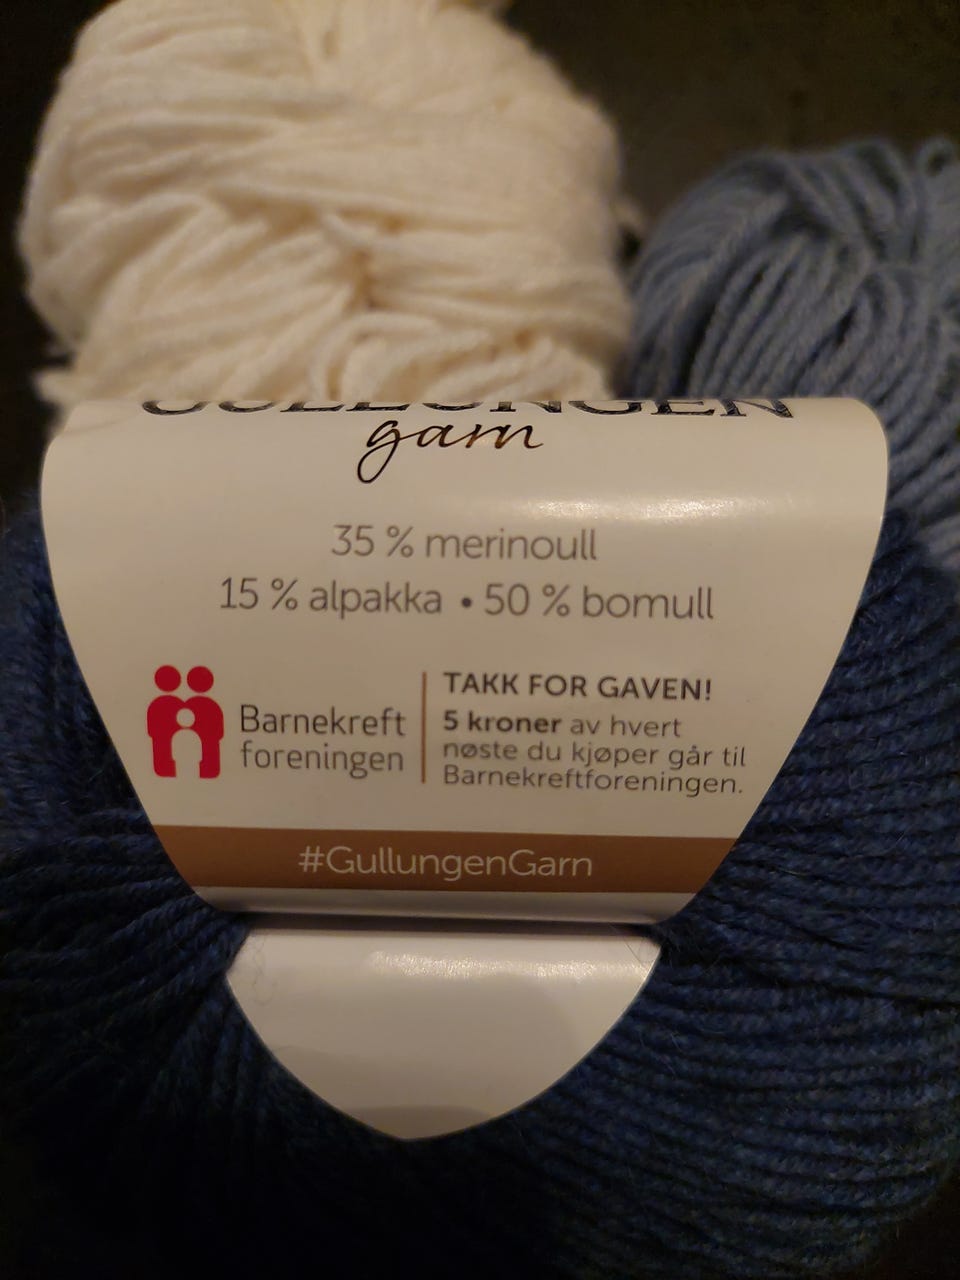 GULLUNGEN
garn
35 % merinoull
15 % alpakka • 50 % bomull
Barnekreft
foreningen
TAKK FOR GAVEN!
5 kroner av hvert
nøste du kjøper går til
Barnekreftforeningen.
#GullungenGarn